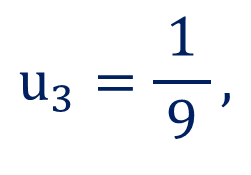 u₃ = 1/9,